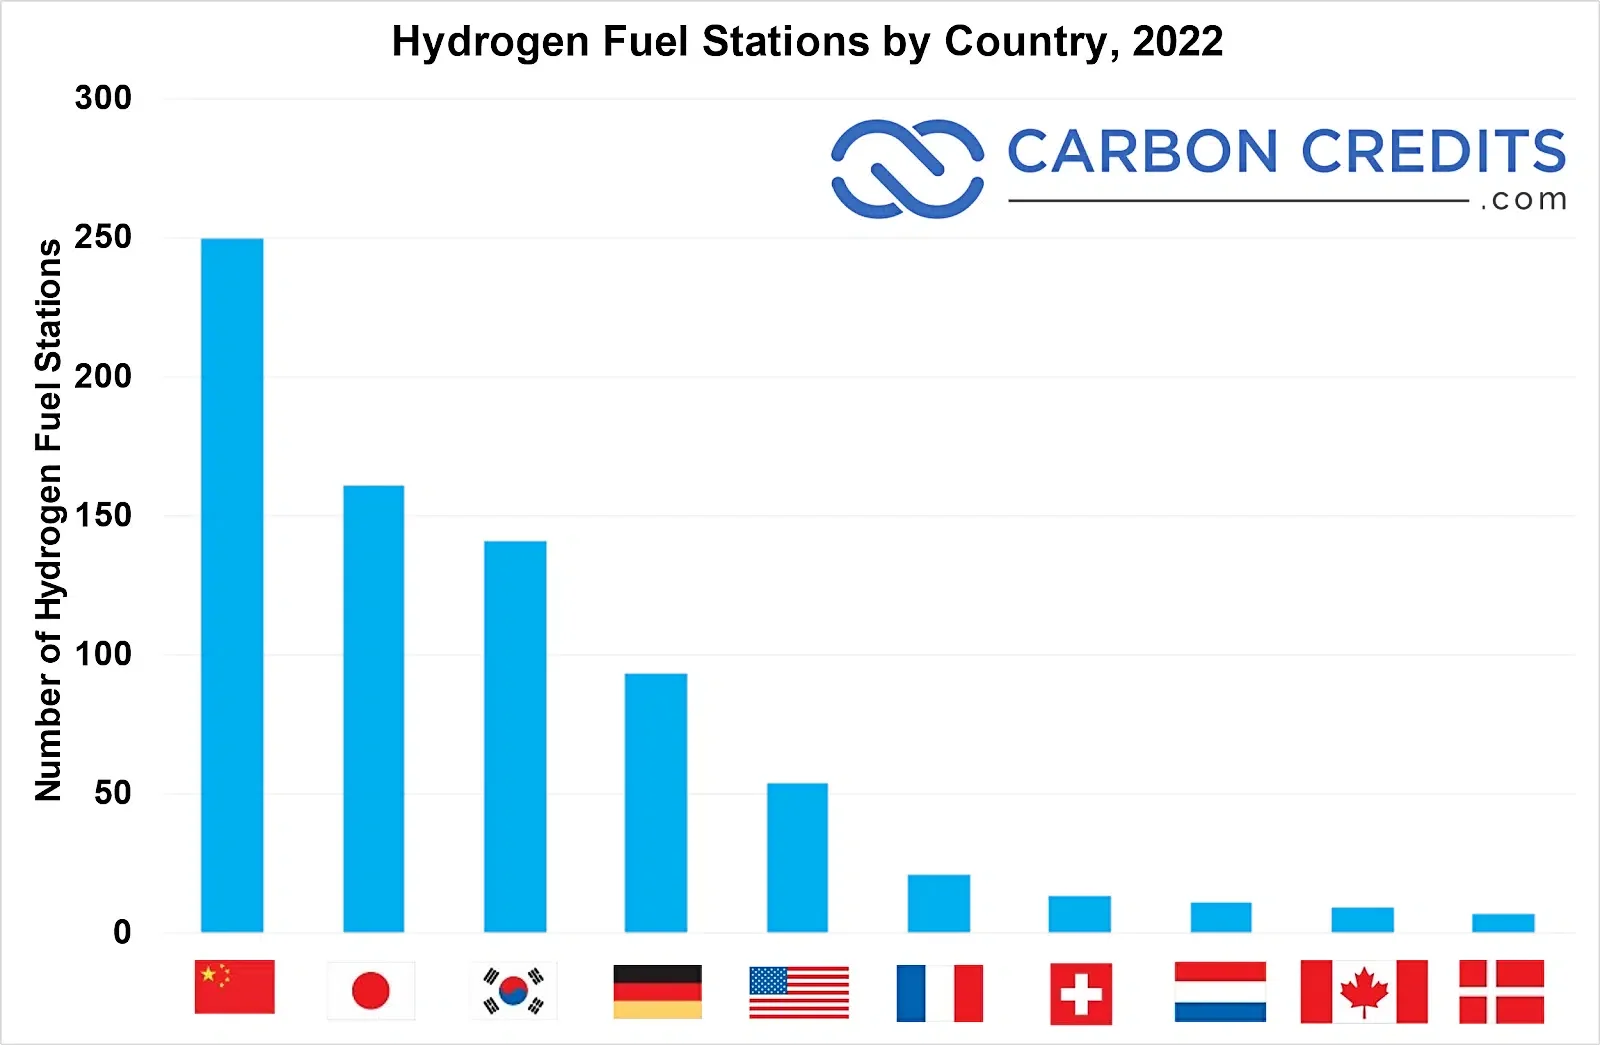 Hydrogen Fuel Stations by Country, 2022
CARBON CREDITS
.com
Number of Hydrogen Fuel Stations
300
250
200
150
100
50
0